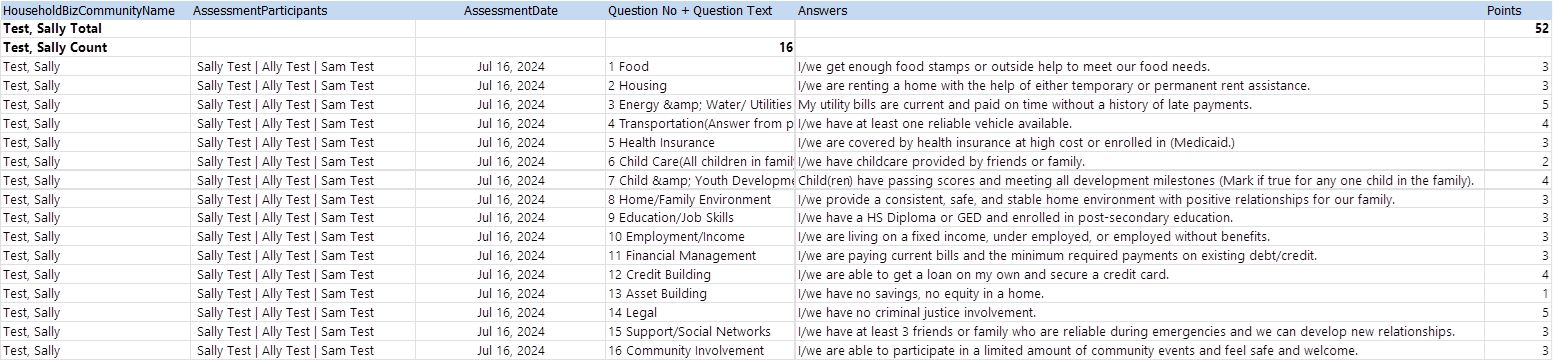 HouseholdBizCommunityName AssessmentParticipants AssessmentDate Question No + Question Text Answers Points
Test, Sally Total 52
Test, Sally Count 16
Test, Sally Sally Test | Ally Test | Sam Test Jul 16, 2024 1 Food I/we get enough food stamps or outside help to meet our food needs. 3
Test, Sally Sally Test | Ally Test | Sam Test Jul 16, 2024 2 Housing I/we are renting a home with the help of either temporary or permanent rent assistance. 3
Test, Sally Sally Test | Ally Test | Sam Test Jul 16, 2024 3 Energy &amp; Water/ Utilities My utility bills are current and paid on time without a history of late payments. 5
Test, Sally Sally Test | Ally Test | Sam Test Jul 16, 2024 4 Transportation(Answer from p I/we have at least one reliable vehicle available. 4
Test, Sally Sally Test | Ally Test | Sam Test Jul 16, 2024 5 Health Insurance I/we are covered by health insurance at high cost or enrolled in (Medicaid.) 3
Test, Sally Sally Test | Ally Test | Sam Test Jul 16, 2024 6 Child Care(All children in famil I/we have childcare provided by friends or family. 2
Test, Sally Sally Test | Ally Test | Sam Test Jul 16, 2024 7 Child &amp; Youth Developme Child(ren) have passing scores and meeting all development milestones (Mark if true for any one child in the family). 4
Test, Sally Sally Test | Ally Test | Sam Test Jul 16, 2024 8 Home/Family Environment I/we provide a consistent, safe, and stable home environment with positive relationships for our family. 3
Test, Sally Sally Test | Ally Test | Sam Test Jul 16, 2024 9 Education/Job Skills I/we have a HS Diploma or GED and enrolled in post-secondary education. 3
Test, Sally Sally Test | Ally Test | Sam Test Jul 16, 2024 10 Employment/Income I/we are living on a fixed income, under employed, or employed without benefits. 3
Test, Sally Sally Test | Ally Test | Sam Test Jul 16, 2024 11 Financial Management I/we are paying current bills and the minimum required payments on existing debt/credit. 3
Test, Sally Sally Test | Ally Test | Sam Test Jul 16, 2024 12 Credit Building I/we are able to get a loan on my own and secure a credit card. 4
Test, Sally Sally Test | Ally Test | Sam Test Jul 16, 2024 13 Asset Building I/we have no savings, no equity in a home. 1
Test, Sally Sally Test | Ally Test | Sam Test Jul 16, 2024 14 Legal I/we have no criminal justice involvement. 5
Test, Sally Sally Test | Ally Test | Sam Test Jul 16, 2024 15 Support/Social Networks I/we have at least 3 friends or family who are reliable during emergencies and we can develop new relationships. 3
Test, Sally Sally Test | Ally Test | Sam Test Jul 16, 2024 16 Community Involvement I/we are able to participate in a limited amount of community events and feel safe and welcome. 3